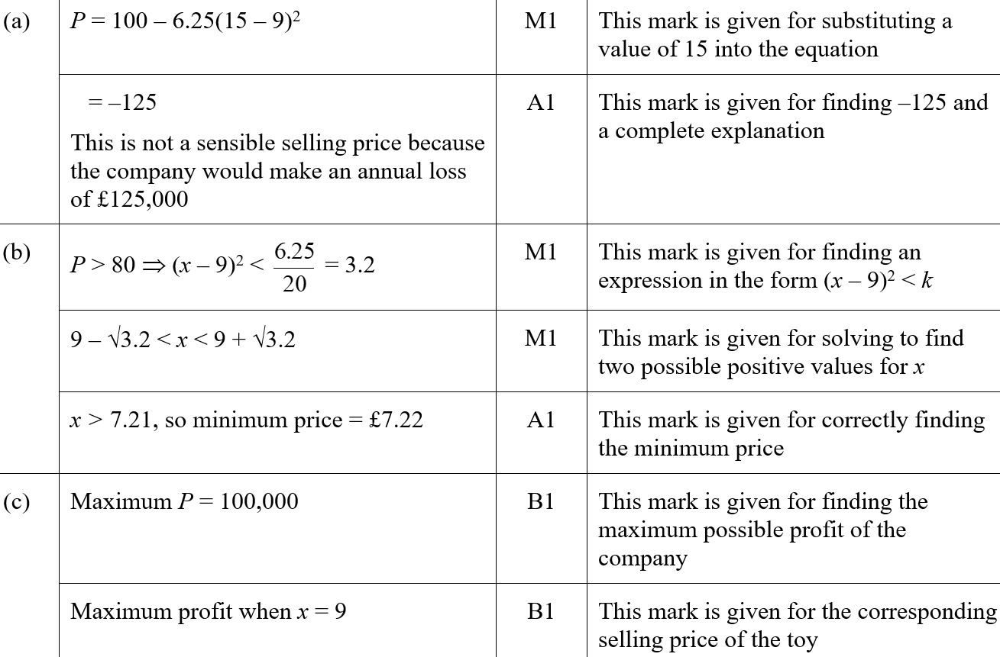 (a) P = 100 – 6.25(15 – 9)² M1 This mark is given for substituting a
value of 15 into the equation
= –125 A1 This mark is given for finding –125 and
a complete explanation
This is not a sensible selling price because
the company would make an annual loss
of £125,000
(b) P > 80 ⇒ (x – 9)² < 6.25/20 = 3.2 M1 This mark is given for finding an
expression in the form (x – 9)² < k
9 – √3.2 < x < 9 + √3.2 M1 This mark is given for solving to find
two possible positive values for x
x > 7.21, so minimum price = £7.22 A1 This mark is given for correctly finding
the minimum price
(c) Maximum P = 100,000 B1 This mark is given for finding the
maximum possible profit of the
company
Maximum profit when x = 9 B1 This mark is given for the corresponding
selling price of the toy